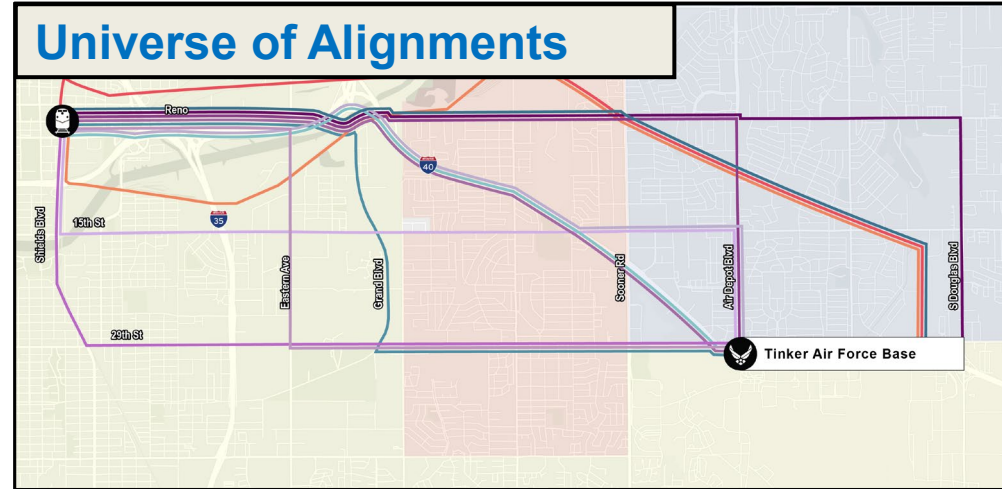 Universe of Alignments
Reno
40
35
15th St
Shields Blvd
Eastern Ave
Grand Blvd
Sooner Rd
Air Depot Blvd
S Douglas Blvd
29th St
Tinker Air Force Base